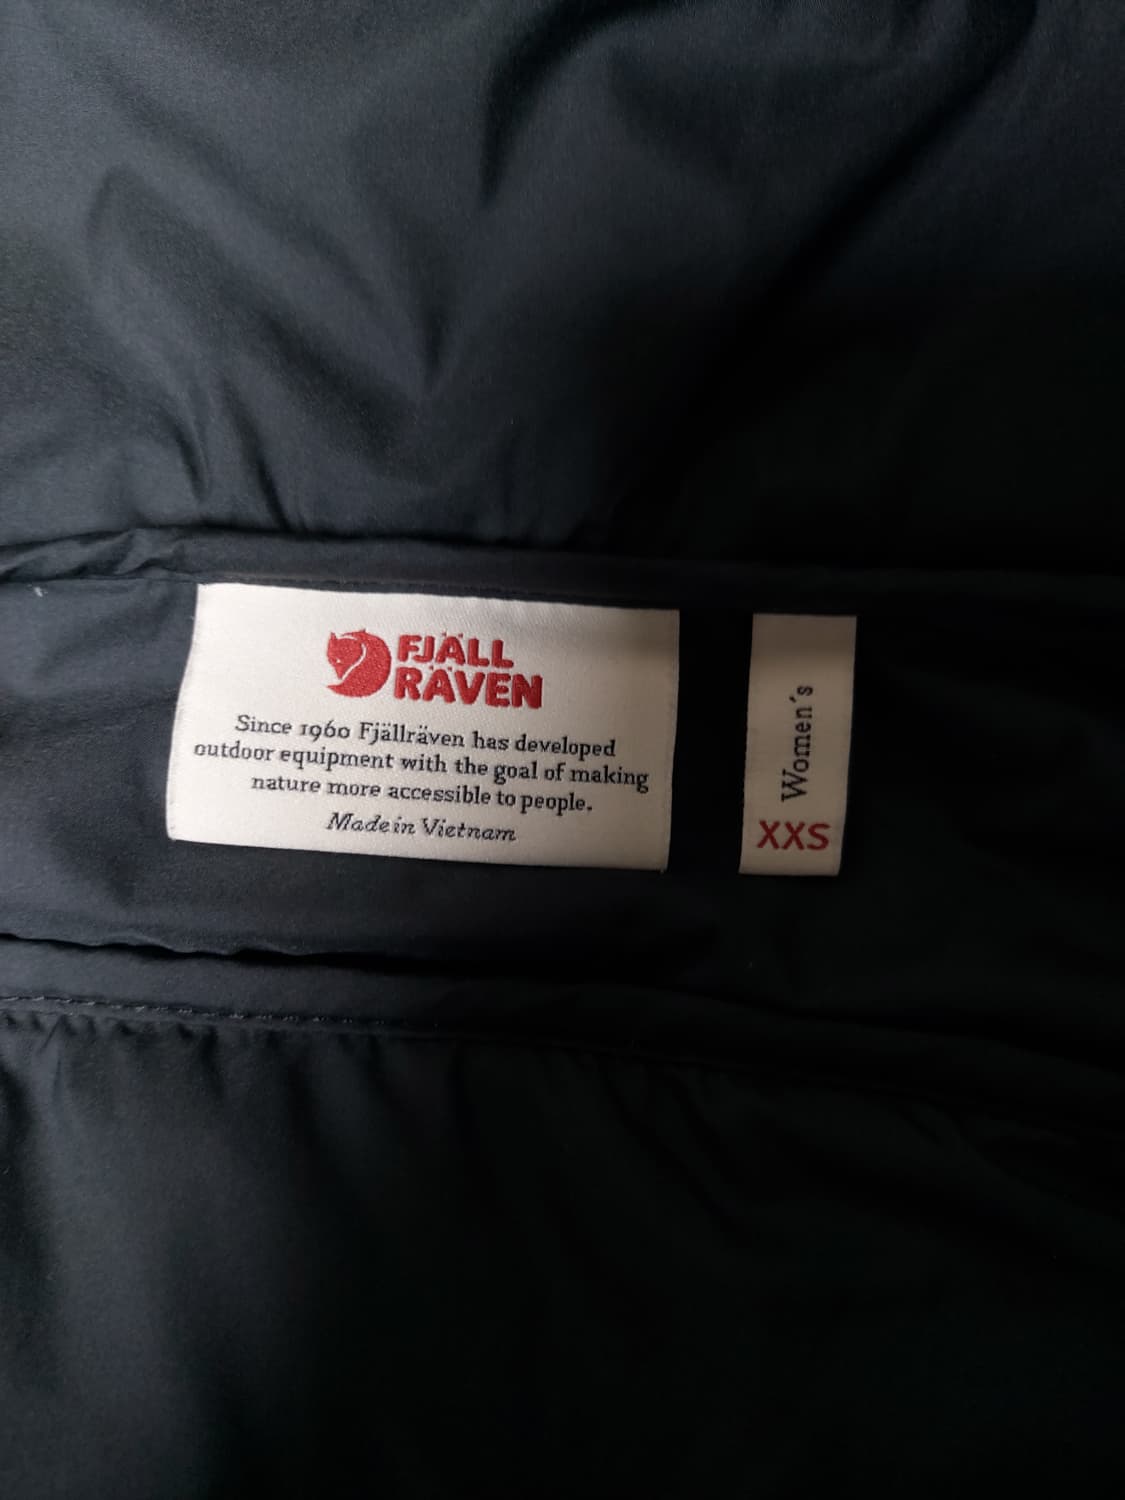 FJÄLL
RÄVEN
Since 1960 Fjällräven has developed
outdoor equipment with the goal of making
nature more accessible to people.
Made in Vietnam
Women´s
XXS